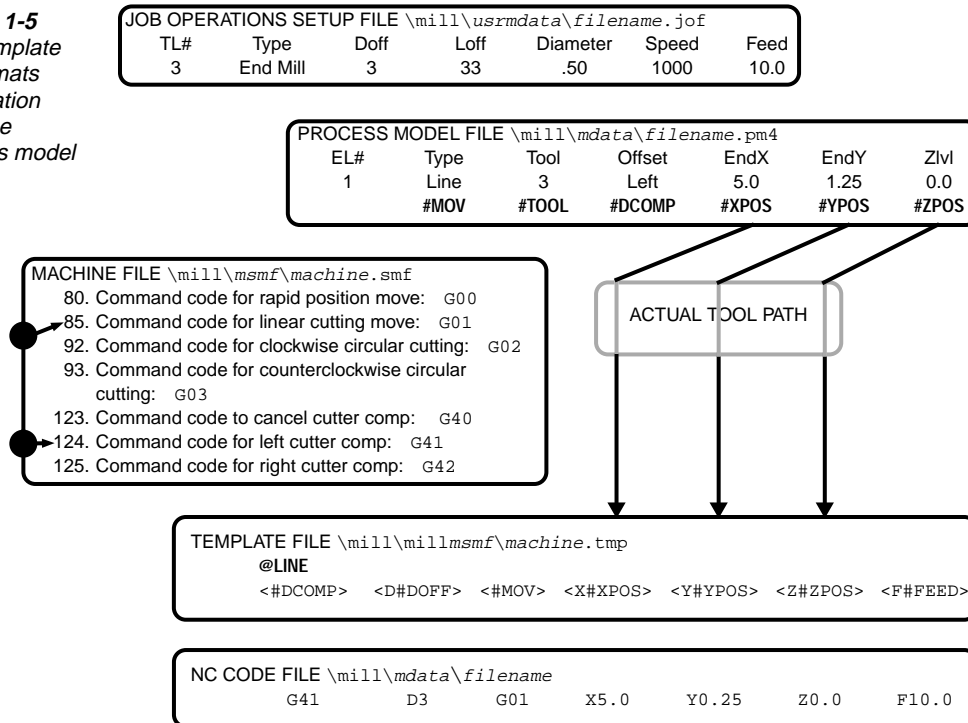 1-5
JOB OPERATIONS SETUP FILE \mill\usrmdata\filename.jof
TL# Type Doff Loff Diameter Speed Feed
3 End Mill 3 33 .50 1000 10.0
PROCESS MODEL FILE \mill\mdata\filename.pm4
EL# Type Tool Offset EndX EndY Zlvl
1 Line 3 Left 5.0 1.25 0.0
#MOV #TOOL #DCOMP #XPOS #YPOS #ZPOS
MACHINE FILE \mill\msmf\machine.smf
80. Command code for rapid position move: G00
85. Command code for linear cutting move: G01
92. Command code for clockwise circular cutting: G02
93. Command code for counterclockwise circular
cutting: G03
123. Command code to cancel cutter comp: G40
124. Command code for left cutter comp: G41
125. Command code for right cutter comp: G42
ACTUAL TOOL PATH
TEMPLATE FILE \mill\millmsmf\machine.tmp
@LINE
<#DCOMP> <D#DOFF> <#MOV> <X#XPOS> <Y#YPOS> <Z#ZPOS> <F#FEED>
NC CODE FILE \mill\mdata\filename
G41 D3 G01 X5.0 Y0.25 Z0.0 F10.0
model